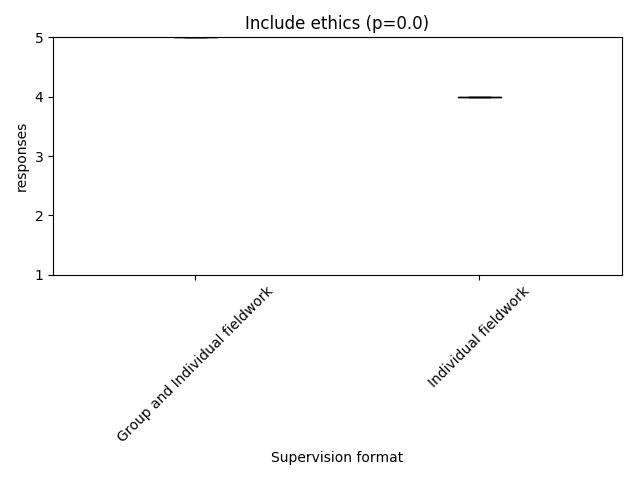 Include ethics (p=0.0)
responses
5
4
3
2
1
Group and Individual fieldwork
Individual fieldwork
Supervision format